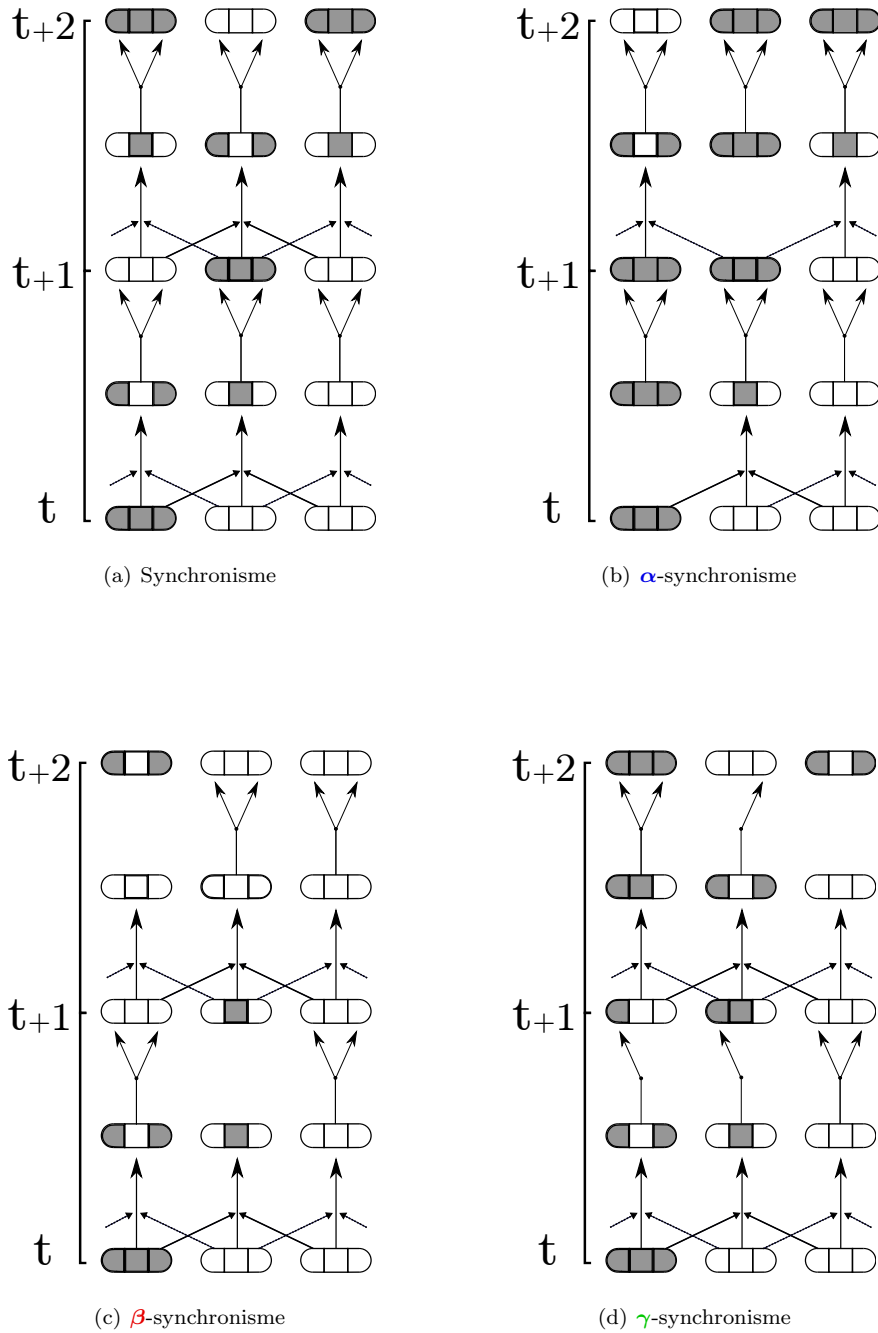 t+2
t+2
t+1
t+1
t
t
(a) Synchronisme
(b) α-synchronisme
t+2
t+2
t+1
t+1
t
t
(c) β-synchronisme
(d) γ-synchronisme